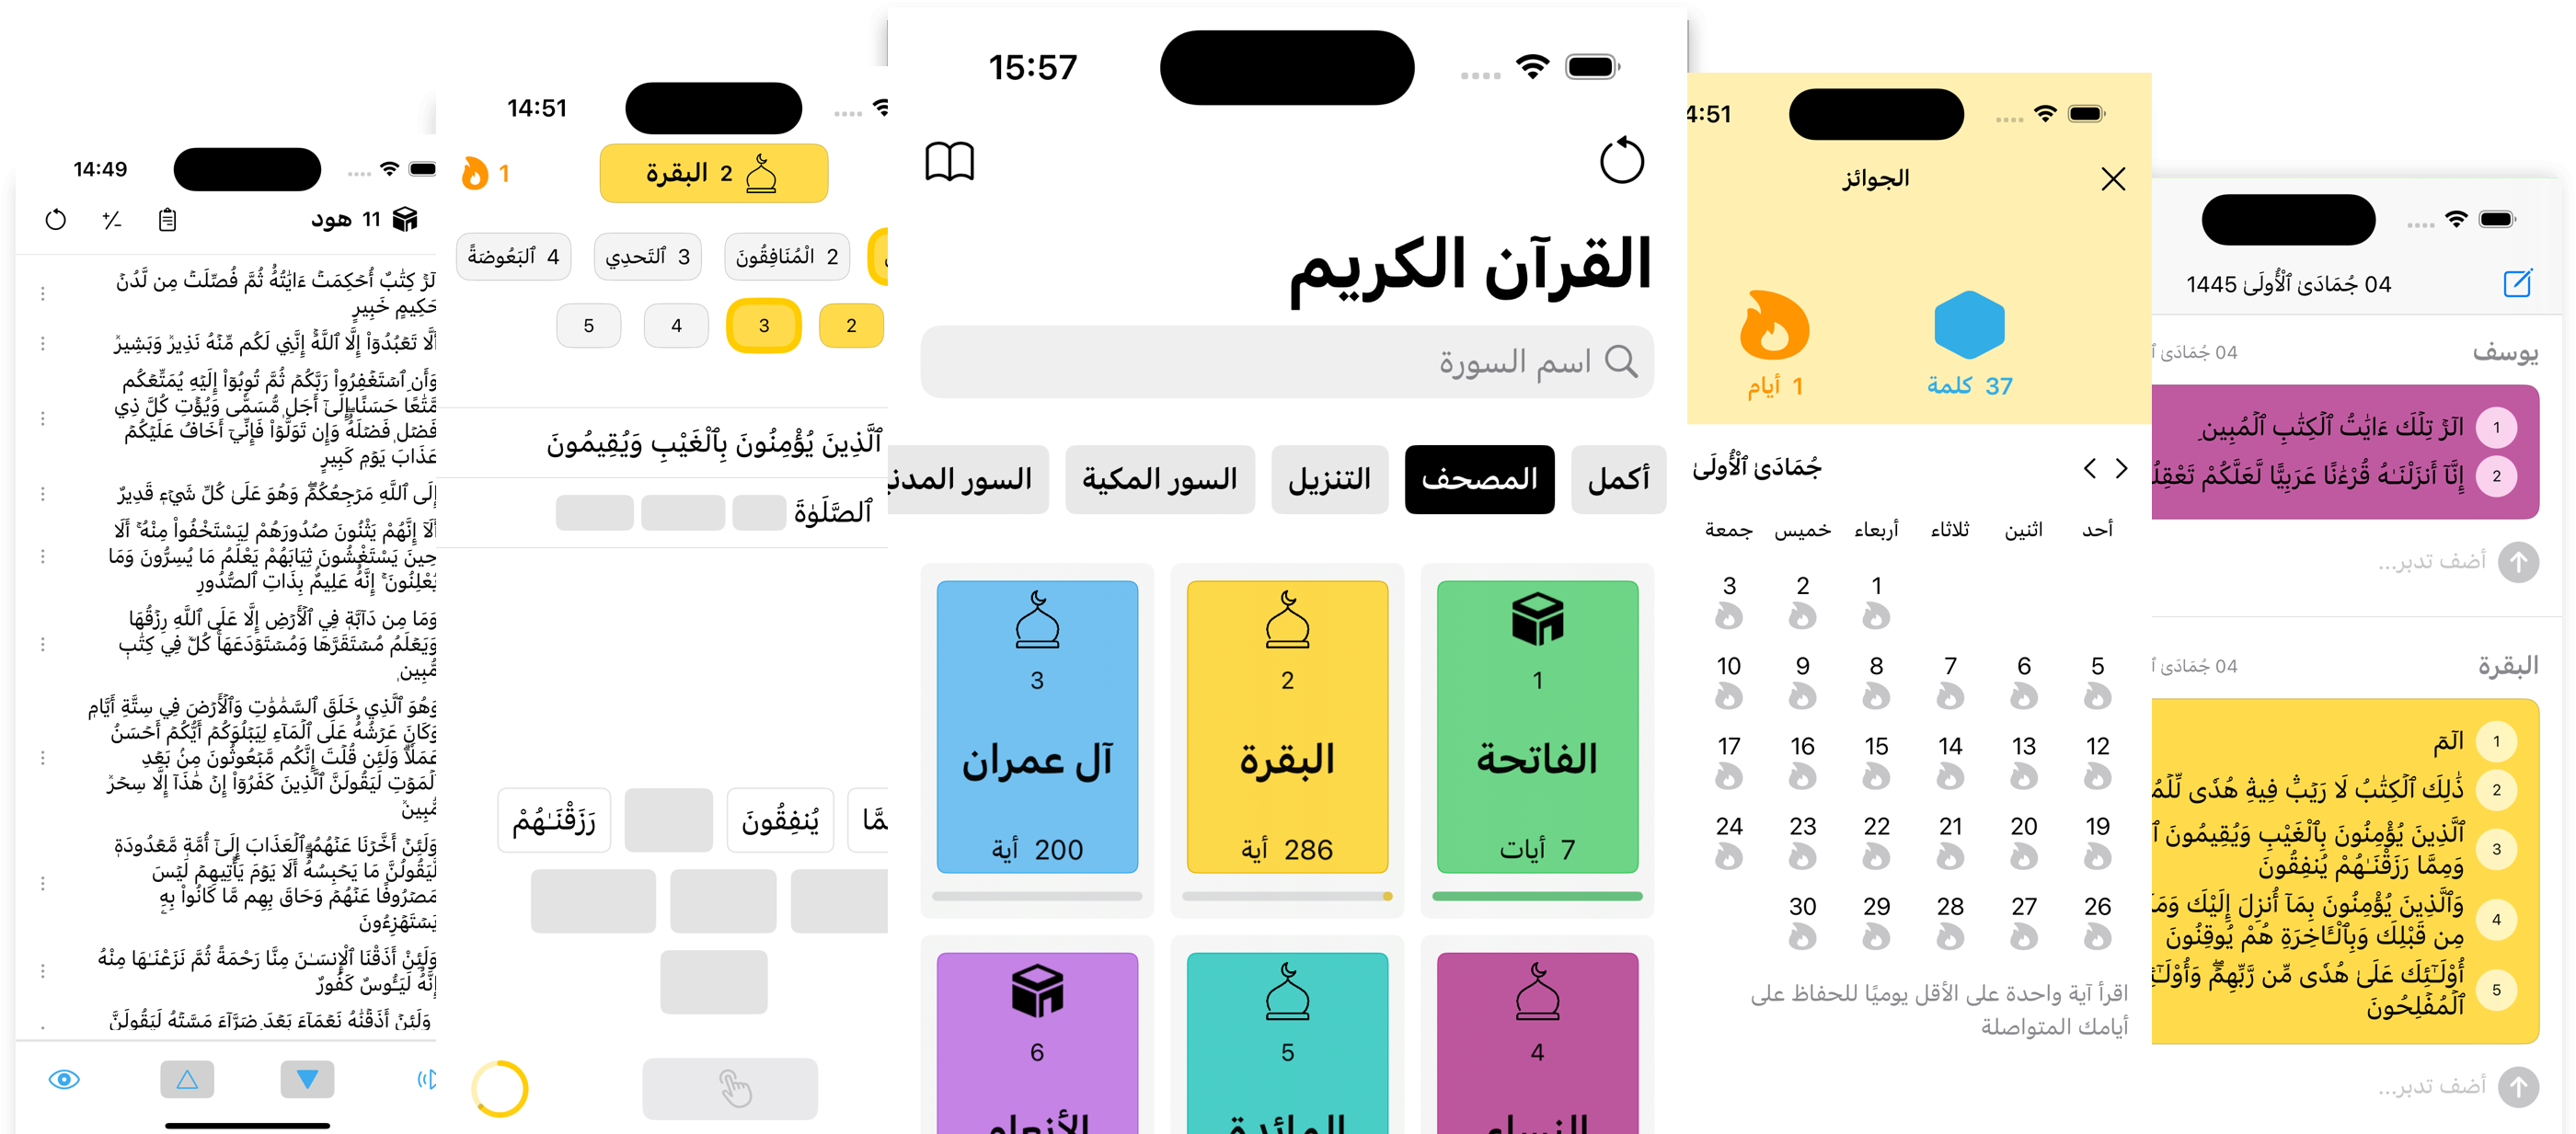 14:49
11 هود
الٓرۚ كِتَٰبٌ أُحۡكِمَتۡ ءَايَٰتُهُۥ ثُمَّ فُصِّلَتۡ مِن لَّدُنۡ
حَكِيمٍ خَبِيرٍ
أَلَّا تَعۡبُدُوٓاْ إِلَّا ٱللَّهَۚ إِنَّنِي لَكُم مِّنۡهُ نَذِيرٞ وَبَشِيرٞ
وَأَنِ ٱسۡتَغۡفِرُواْ رَبَّكُمۡ ثُمَّ تُوبُوٓاْ إِلَيۡهِ يُمَتِّعۡكُم
مَّتَٰعًا حَسَنًا إِلَىٰٓ أَجَلٖ مُّسَمّٗى وَيُؤۡتِ كُلَّ ذِي
فَضۡلٖ فَضۡلَهُۥۖ وَإِن تَوَلَّوۡاْ فَإِنِّيٓ أَخَافُ عَلَيۡكُمۡ
عَذَابَ يَوۡمٖ كَبِيرٍ
إِلَى ٱللَّهِ مَرۡجِعُكُمۡۖ وَهُوَ عَلَىٰ كُلِّ شَيۡءٖ قَدِيرٌ
أَلَآ إِنَّهُمۡ يَثۡنُونَ صُدُورَهُمۡ لِيَسۡتَخۡفُواْ مِنۡهُۚ أَلَا
حِينَ يَسۡتَغۡشُونَ ثِيَابَهُمۡ يَعۡلَمُ مَا يُسِرُّونَ وَمَا
يُعۡلِنُونَۚ إِنَّهُۥ عَلِيمُۢ بِذَاتِ ٱلصُّدُورِ
وَمَا مِن دَآبَّةٖ فِي ٱلۡأَرۡضِ إِلَّا عَلَى ٱللَّهِ رِزۡقُهَا
وَيَعۡلَمُ مُسۡتَقَرَّهَا وَمُسۡتَوۡدَعَهَاۚ كُلّٞ فِي كِتَٰبٖ
مُّبِينٖ
وَهُوَ ٱلَّذِي خَلَقَ ٱلسَّمَٰوَٰتِ وَٱلۡأَرۡضَ فِي سِتَّةِ أَيَّامٖ
وَكَانَ عَرۡشُهُۥ عَلَى ٱلۡمَآءِ لِيَبۡلُوَكُمۡ أَيُّكُمۡ أَحۡسَنُ
عَمَلٗاۗ وَلَئِن قُلۡتَ إِنَّكُم مَّبۡعُوثُونَ مِنۢ بَعۡدِ
ٱلۡمَوۡتِ لَيَقُولَنَّ ٱلَّذِينَ كَفَرُوٓاْ إِنۡ هَٰذَآ إِلَّا سِحۡرٞ
مُّبِينٞ
وَلَئِنۡ أَخَّرۡنَا عَنۡهُمُ ٱلۡعَذَابَ إِلَىٰٓ أُمَّةٖ مَّعۡدُودَةٖ
لَّيَقُولُنَّ مَا يَحۡبِسُهُۥٓۗ أَلَا يَوۡمَ يَأۡتِيهِمۡ لَيۡسَ
مَصۡرُوفًا عَنۡهُمۡ وَحَاقَ بِهِم مَّا كَانُواْ بِهِۦ
يَسۡتَهۡزِءُونَ
وَلَئِنۡ أَذَقۡنَا ٱلۡإِنسَٰنَ مِنَّا رَحۡمَةٗ ثُمَّ نَزَعۡنَٰهَا مِنۡهُ
إِنَّهُۥ لَيَـُٔوسٞ كَفُورٞ
وَلَئِنۡ أَذَقۡنَٰهُ نَعۡمَآءَ بَعۡدَ ضَرَّآءَ مَسَّتۡهُ لَيَقُولَنَّ
14:51
1
2 البقرة
2 الْمُنَافِقُونَ
3 ٱلتَحدِي
4 ٱلبَعُوضَةً
2
3
4
5
ٱلَّذِينَ يُؤْمِنُونَ بِٱلْغَيْبِ وَيُقِيمُونَ
ٱلصَّلَوٰةَ
يُنفِقُونَ
رَزَقْنَـٰهُمْ
15:57
القرآن الكريم
اسم السورة
أكمل
المصحف
التنزيل
السور المكية
السور
1
الفاتحة
7 أيات
2
البقرة
286 أية
3
آل عمران
200 أية
4
النساء
5
المائدة
6
الأنعام
4:51
الجوائز
37 كلمة
1 أيام
جُمَادَىٰ ٱلْأُولَىٰ
أحد اثنين ثلاثاء أربعاء خميس جمعة
1 2 3
5 6 7 8 9 10
12 13 14 15 16 17
19 20 21 22 23 24
26 27 28 29 30
اقرأ آية واحدة على الأقل يوميًا للحفاظ على
أيامك المتواصلة
04 جُمَادَىٰ ٱلْأُولَىٰ 1445
يوسف
04 جُمَادَىٰ
1 الٓرۚ تِلۡكَ ءَايَٰتُ ٱلۡكِتَٰبِ ٱلۡمُبِينِ
2 إِنَّآ أَنزَلۡنَٰهُ قُرۡءَٰنًا عَرَبِيّٗا لَّعَلَّكُمۡ
أضف تدبر...
البقرة
04 جُمَادَىٰ
1 الٓمٓ
2 ذَٰلِكَ ٱلۡكِتَٰبُ لَا رَيۡبَۛ فِيهِۛ هُدٗى
3 ٱلَّذِينَ يُؤۡمِنُونَ بِٱلۡغَيۡبِ وَيُقِيمُونَ
وَمِمَّا رَزَقۡنَٰهُمۡ يُنفِقُونَ
4 وَٱلَّذِينَ يُؤۡمِنُونَ بِمَآ أُنزِلَ إِلَيۡكَ
مِن قَبۡلِكَ وَبِٱلۡأٓخِرَةِ هُمۡ يُوقِنُونَ
5 أُوْلَٰٓئِكَ عَلَىٰ هُدٗى مِّن رَّبِّهِمۡۖ
ٱلۡمُفۡلِحُونَ
أضف تدبر...